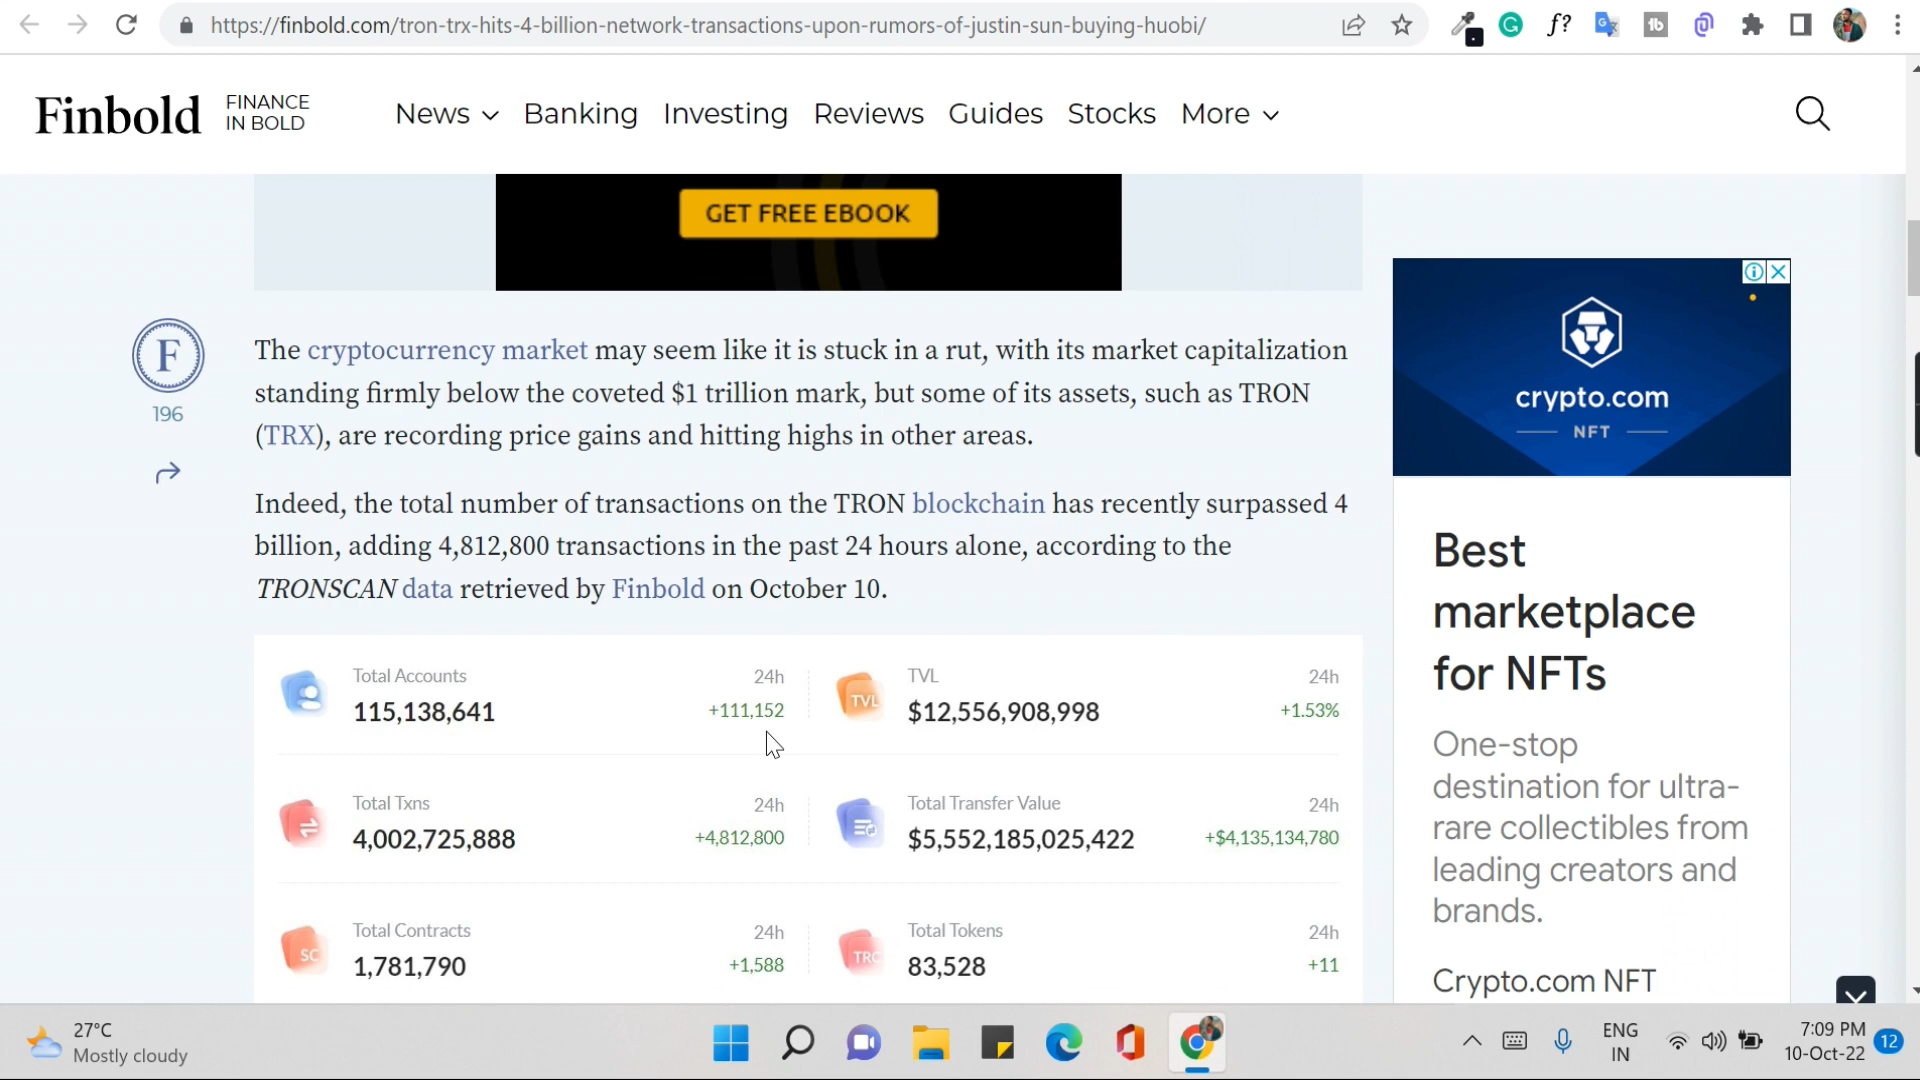 https://finbold.com/tron-trx-hits-4-billion-network-transactions-upon-rumors-of-justin-sun-buying-huobi/
Finbold
FINANCE
IN BOLD
News Banking Investing Reviews Guides Stocks More
GET FREE EBOOK
F
196
The cryptocurrency market may seem like it is stuck in a rut, with its market capitalization
standing firmly below the coveted $1 trillion mark, but some of its assets, such as TRON
(TRX), are recording price gains and hitting highs in other areas.
Indeed, the total number of transactions on the TRON blockchain has recently surpassed 4
billion, adding 4,812,800 transactions in the past 24 hours alone, according to the
TRONSCAN data retrieved by Finbold on October 10.
Total Accounts 24h
115,138,641 +111,152
TVL
TVL 24h
$12,556,908,998 +1.53%
Total Txns 24h
4,002,725,888 +4,812,800
Total Transfer Value 24h
$5,552,185,025,422 +$4,135,134,780
SC
Total Contracts 24h
1,781,790 +1,588
TRC
Total Tokens 24h
83,528 +11
crypto.com
NFT
Best
marketplace
for NFTs
One-stop
destination for ultra-
rare collectibles from
leading creators and
brands.
Crypto.com NFT
27°C
Mostly cloudy
ENG
IN
7:09 PM
10-Oct-22
12